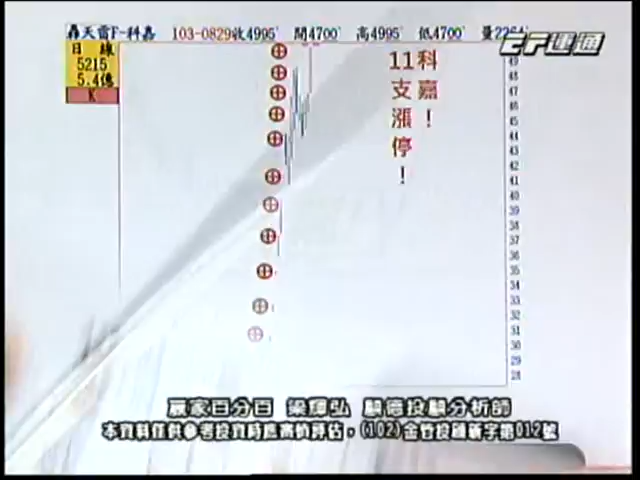 轟天雷F-科嘉 103-0829收4995' 開4700' 高4995' 低4700' 量2264'
日線
5215
5.4億
K
科嘉!
11支漲停!
49
48
47
46
45
44
43
42
41
40
39
38
37
36
35
34
33
32
31
30
29
28
贏家百分百 梁輝弘 顧德投顧分析師
本資料僅供參考投資時應審慎評估,(102)金管投顧新字第012號